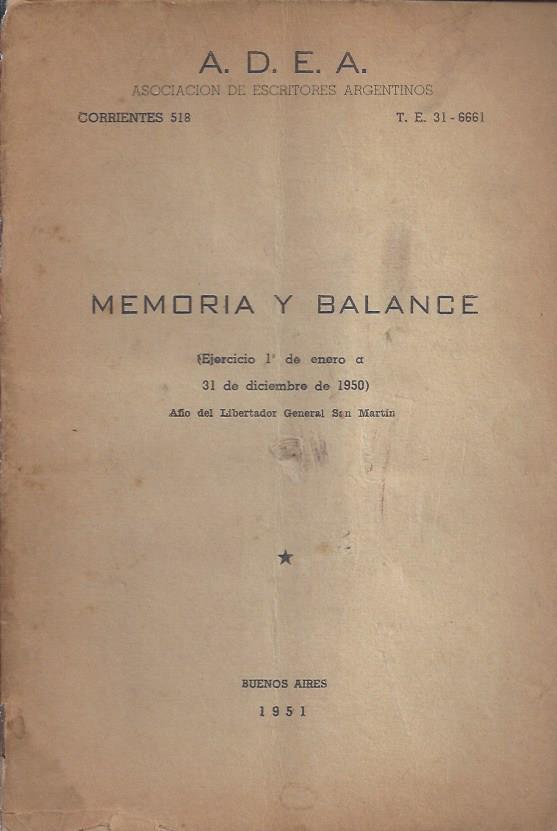 A. D. E. A.
ASOCIACION DE ESCRITORES ARGENTINOS
CORRIENTES 518 T. E. 31-6661
MEMORIA Y BALANCE
(Ejercicio 1º de enero a
31 de diciembre de 1950)
Año del Libertador General San Martín
BUENOS AIRES
1951